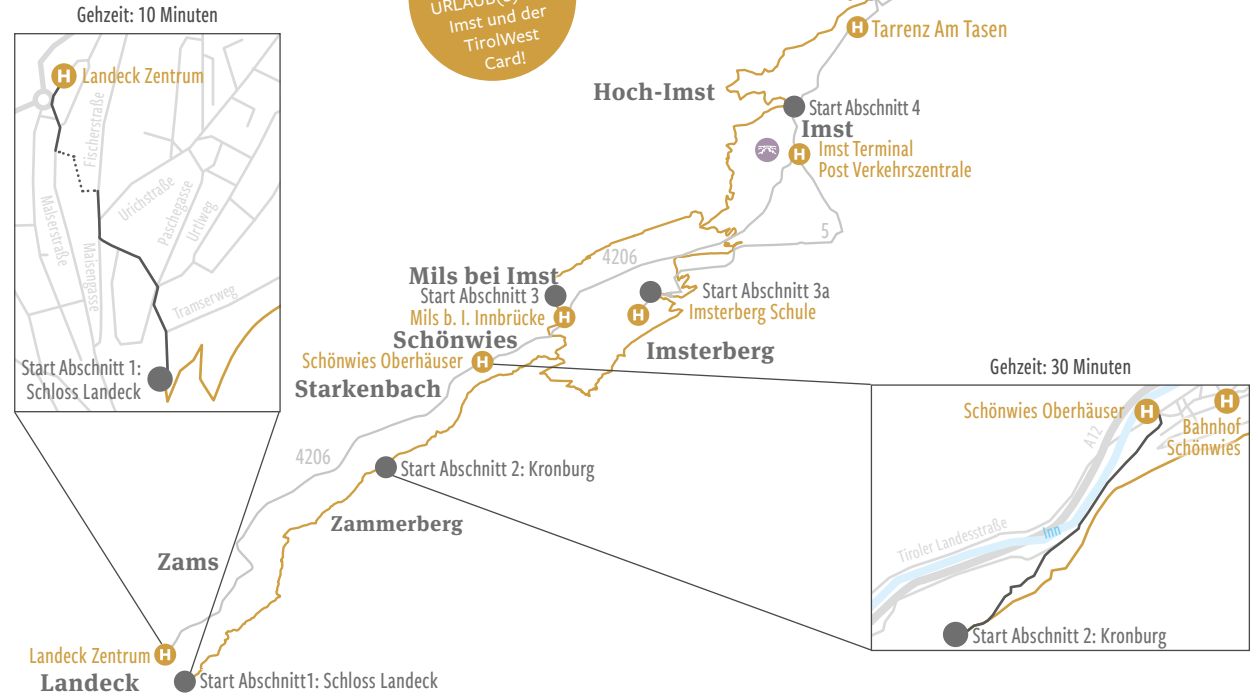 Gehzeit: 10 Minuten
H Landeck Zentrum
Fischerstraße
Malserstraße
Maisengasse
Urichstraße
Paschegasse
Urtlweg
Tramserweg
Start Abschnitt 1:
Schloss Landeck
Imst und der
TirolWest
Card!
H Tarrenz Am Tasen
Hoch-Imst
Start Abschnitt 4
Imst
H Imst Terminal
Post Verkehrszentrale
5
4206
Mils bei Imst
Start Abschnitt 3
Mils b. I. Innbrücke H
Start Abschnitt 3a
H Imsterberg Schule
Imsterberg
Schönwies
Schönwies Oberhäuser H
Starkenbach
4206
Start Abschnitt 2: Kronburg
Zammerberg
Zams
Landeck Zentrum H
Landeck
Start Abschnitt1: Schloss Landeck
Gehzeit: 30 Minuten
Schönwies Oberhäuser H
H
Bahnhof
Schönwies
A12
Inn
Tiroler Landesstraße
Start Abschnitt 2: Kronburg